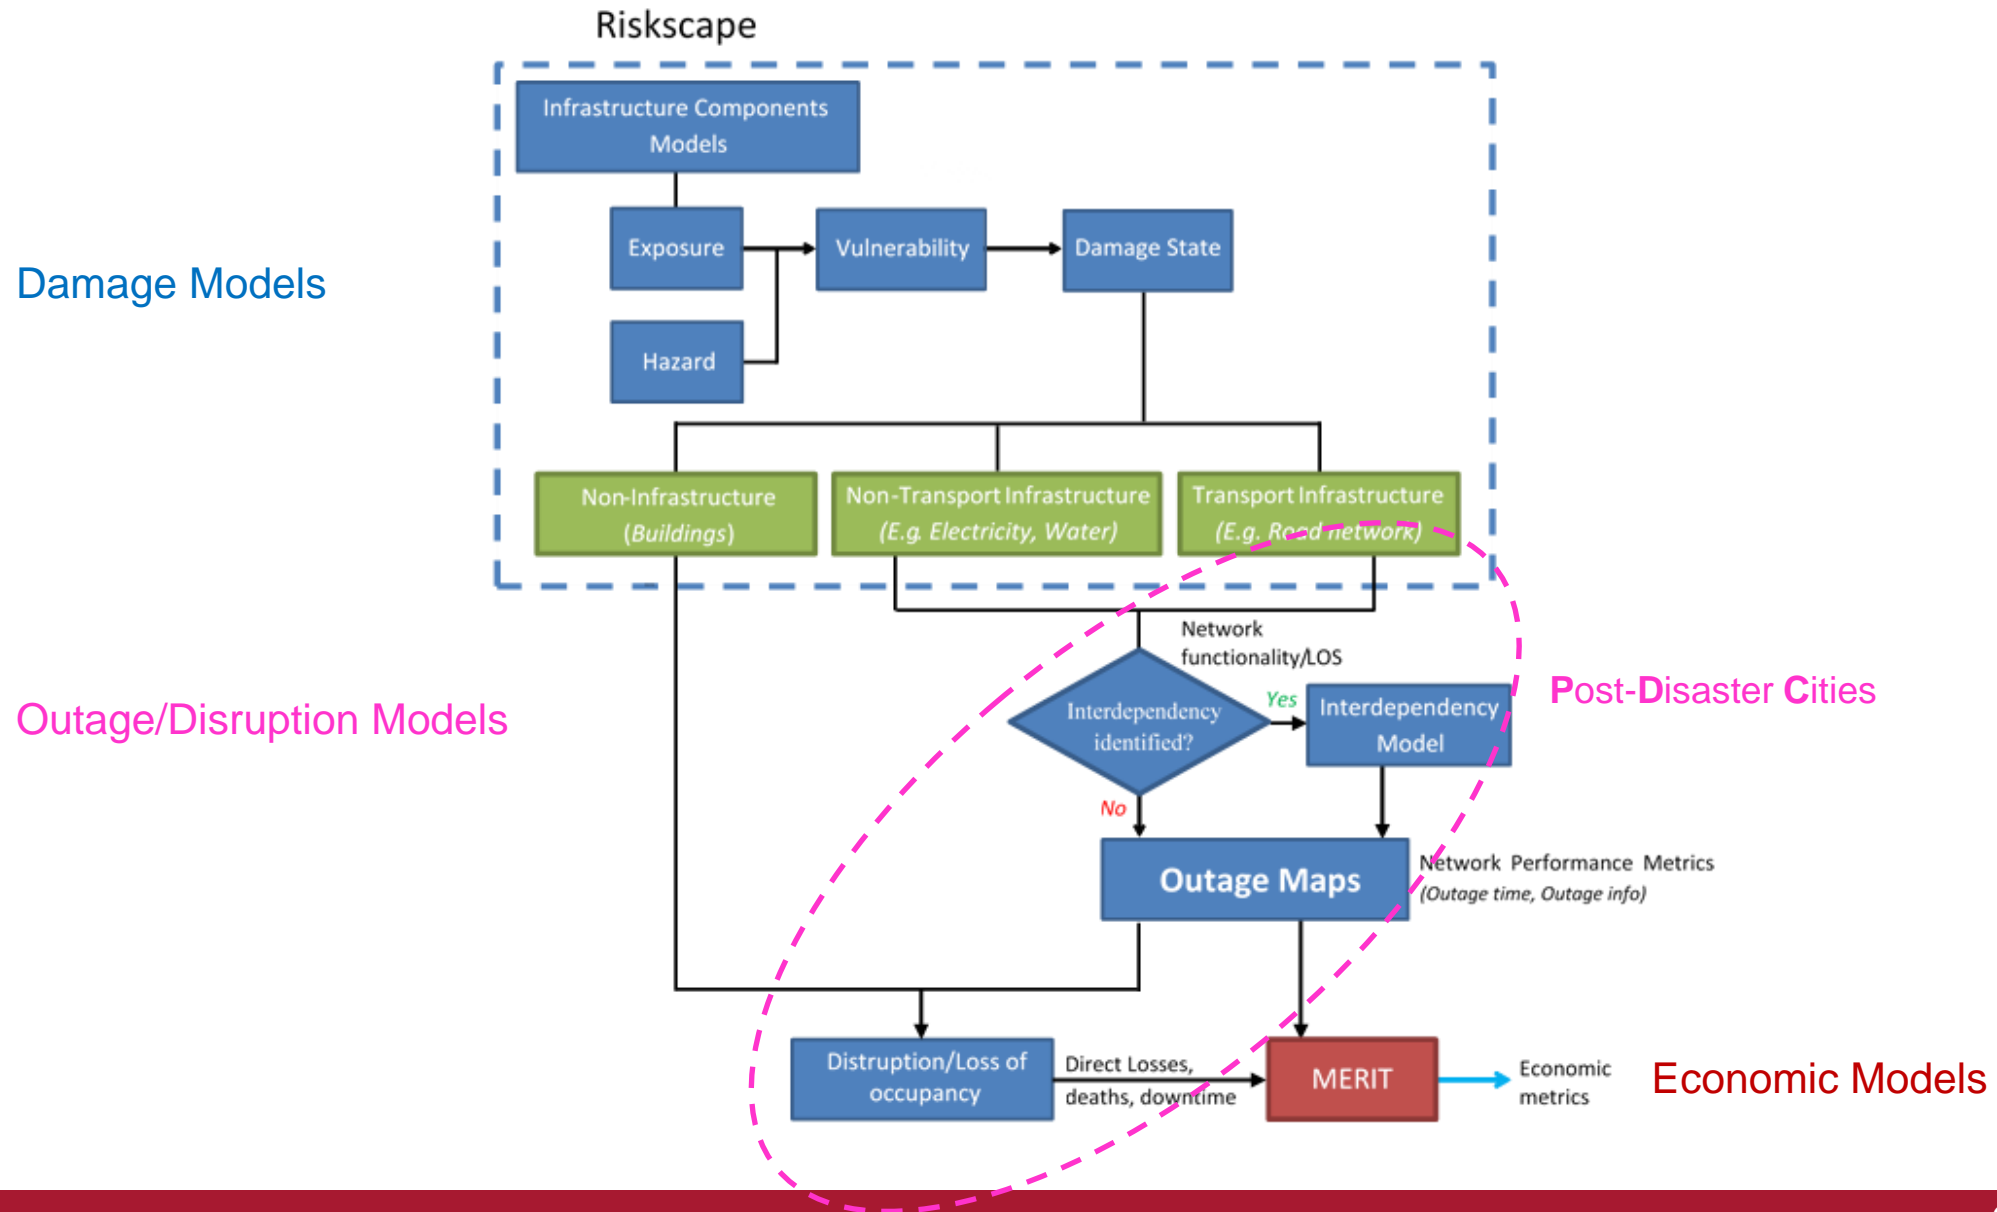 Riskscape
Infrastructure Components
Models
Exposure
Vulnerability
Damage State
Damage Models
Hazard
Non-Infrastructure
(Buildings)
Non-Transport Infrastructure
(E.g. Electricity, Water)
Transport Infrastructure
(E.g. Road network)
Network
functionality/LOS
Outage/Disruption Models
Interdependency
identified?
Yes
Interdependency
Model
Post-Disaster Cities
No
Outage Maps
Network Performance Metrics
(Outage time, Outage info)
Distruption/Loss of
occupancy
Direct Losses,
deaths, downtime
MERIT
Economic
metrics
Economic Models